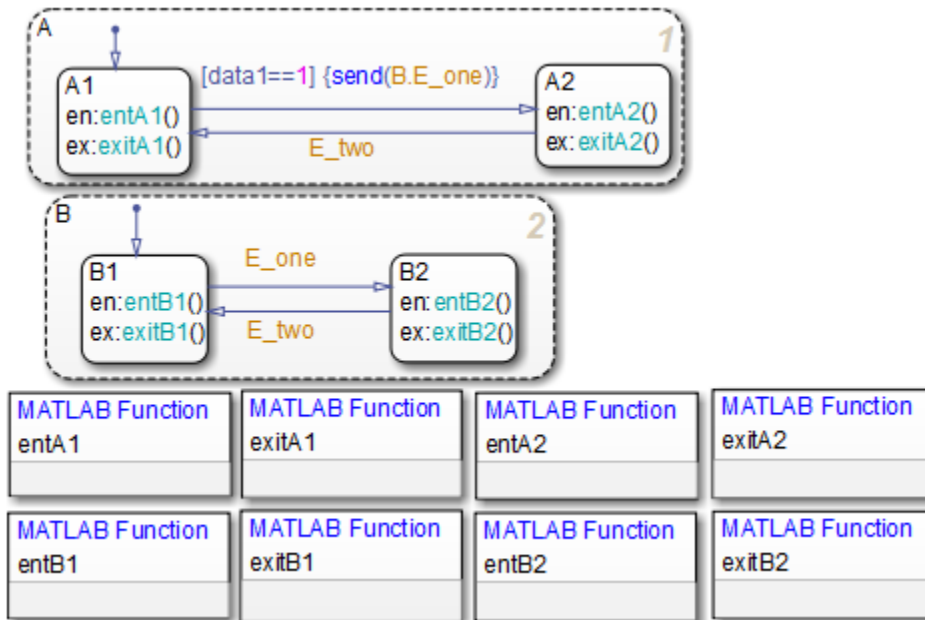 A
1
[data1==1] {send(B.E_one)}
A1
en:entA1()
ex:exitA1()
A2
en:entA2()
ex:exitA2()
E_two
B
2
E_one
B1
en:entB1()
ex:exitB1()
B2
en:entB2()
ex:exitB2()
E_two
MATLAB Function
entA1
MATLAB Function
exitA1
MATLAB Function
entA2
MATLAB Function
exitA2
MATLAB Function
entB1
MATLAB Function
exitB1
MATLAB Function
entB2
MATLAB Function
exitB2